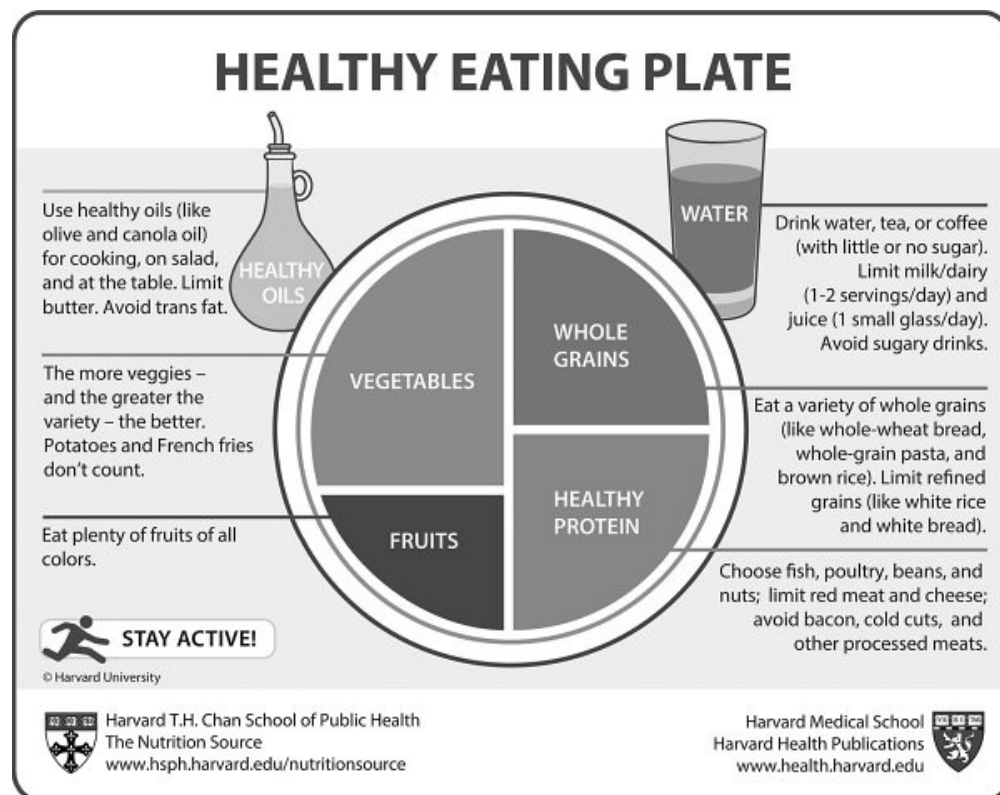 HEALTHY EATING PLATE
Use healthy oils (like
olive and canola oil)
for cooking, on salad,
and at the table. Limit
butter. Avoid trans fat.
HEALTHY
OILS
The more veggies –
and the greater the
variety – the better.
Potatoes and French fries
don't count.
Eat plenty of fruits of all
colors.
VEGETABLES
FRUITS
WHOLE
GRAINS
HEALTHY
PROTEIN
WATER
Drink water, tea, or coffee
(with little or no sugar).
Limit milk/dairy
(1-2 servings/day) and
juice (1 small glass/day).
Avoid sugary drinks.
Eat a variety of whole grains
(like whole-wheat bread,
whole-grain pasta, and
brown rice). Limit refined
grains (like white rice
and white bread).
Choose fish, poultry, beans, and
nuts; limit red meat and cheese;
avoid bacon, cold cuts, and
other processed meats.
STAY ACTIVE!
© Harvard University
Harvard T.H. Chan School of Public Health
The Nutrition Source
www.hsph.harvard.edu/nutritionsource
Harvard Medical School
Harvard Health Publications
www.health.harvard.edu